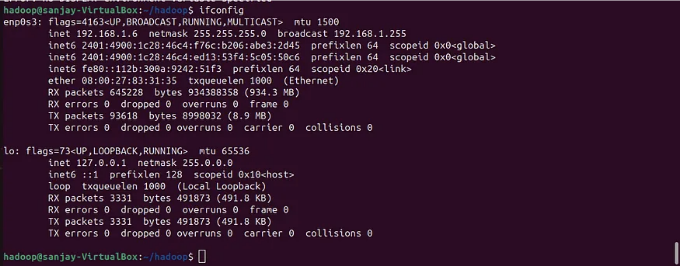 hadoop@sanjay-VirtualBox:~/hadoop$ ifconfig
enp0s3: flags=4163<UP,BROADCAST,RUNNING,MULTICAST>  mtu 1500
        inet 192.168.1.6  netmask 255.255.255.0  broadcast 192.168.1.255
        inet6 2401:4900:1c28:46c4:f76c:b206:abe3:2d45  prefixlen 64  scopeid 0x0<global>
        inet6 2401:4900:1c28:46c4:ed13:53f4:5c05:50c6  prefixlen 64  scopeid 0x0<global>
        inet6 fe80::112b:300a:9242:51f3  prefixlen 64  scopeid 0x20<link>
        ether 08:00:27:83:31:35  txqueuelen 1000  (Ethernet)
        RX packets 645228  bytes 934388358 (934.3 MB)
        RX errors 0  dropped 0  overruns 0  frame 0
        TX packets 93618  bytes 8998032 (8.9 MB)
        TX errors 0  dropped 0 overruns 0  carrier 0  collisions 0

lo: flags=73<UP,LOOPBACK,RUNNING>  mtu 65536
        inet 127.0.0.1  netmask 255.0.0.0
        inet6 ::1  prefixlen 128  scopeid 0x10<host>
        loop  txqueuelen 1000  (Local Loopback)
        RX packets 3331  bytes 491873 (491.8 KB)
        RX errors 0  dropped 0  overruns 0  frame 0
        TX packets 3331  bytes 491873 (491.8 KB)
        TX errors 0  dropped 0 overruns 0  carrier 0  collisions 0

hadoop@sanjay-VirtualBox:~/hadoop$